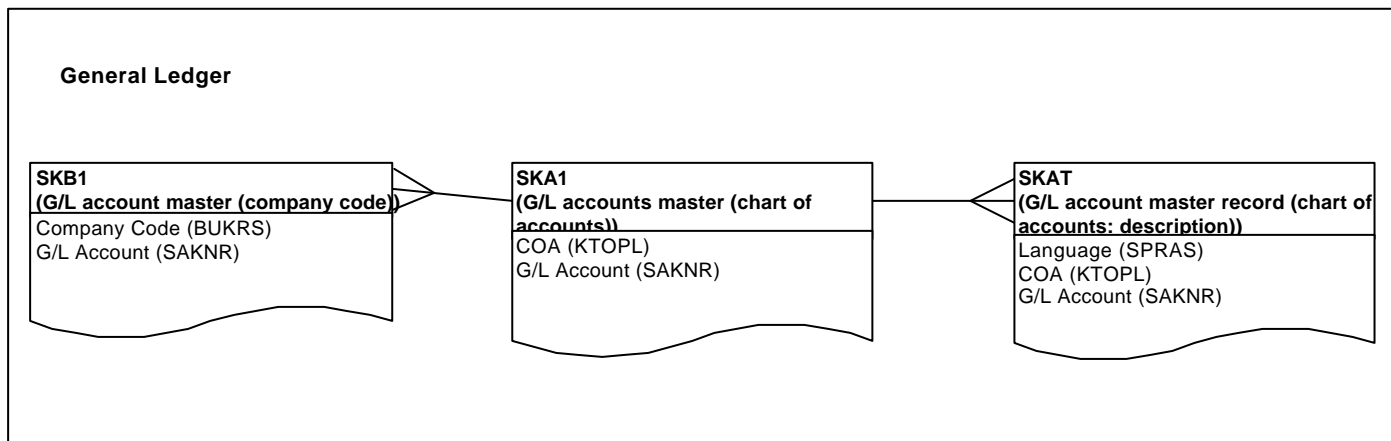 General Ledger
SKB1
(G/L account master (company code))
Company Code (BUKRS)
G/L Account (SAKNR)
SKA1
(G/L accounts master (chart of
accounts))
COA (KTOPL)
G/L Account (SAKNR)
SKAT
(G/L account master record (chart of
accounts: description))
Language (SPRAS)
COA (KTOPL)
G/L Account (SAKNR)